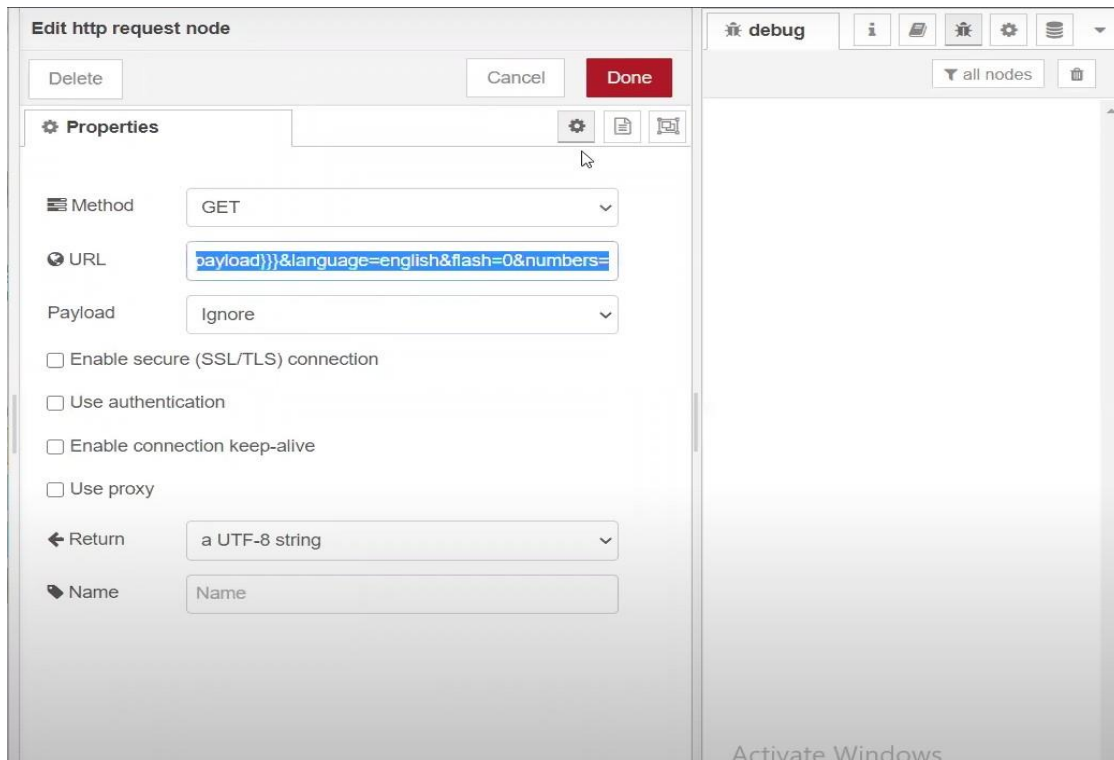 Edit http request node
debug
Delete
Cancel
Done
all nodes
Properties
Method
GET
URL
payload}}}&language=english&flash=0&numbers=
Payload
Ignore
Enable secure (SSL/TLS) connection
Use authentication
Enable connection keep-alive
Use proxy
Return
a UTF-8 string
Name
Name
Activate Windows